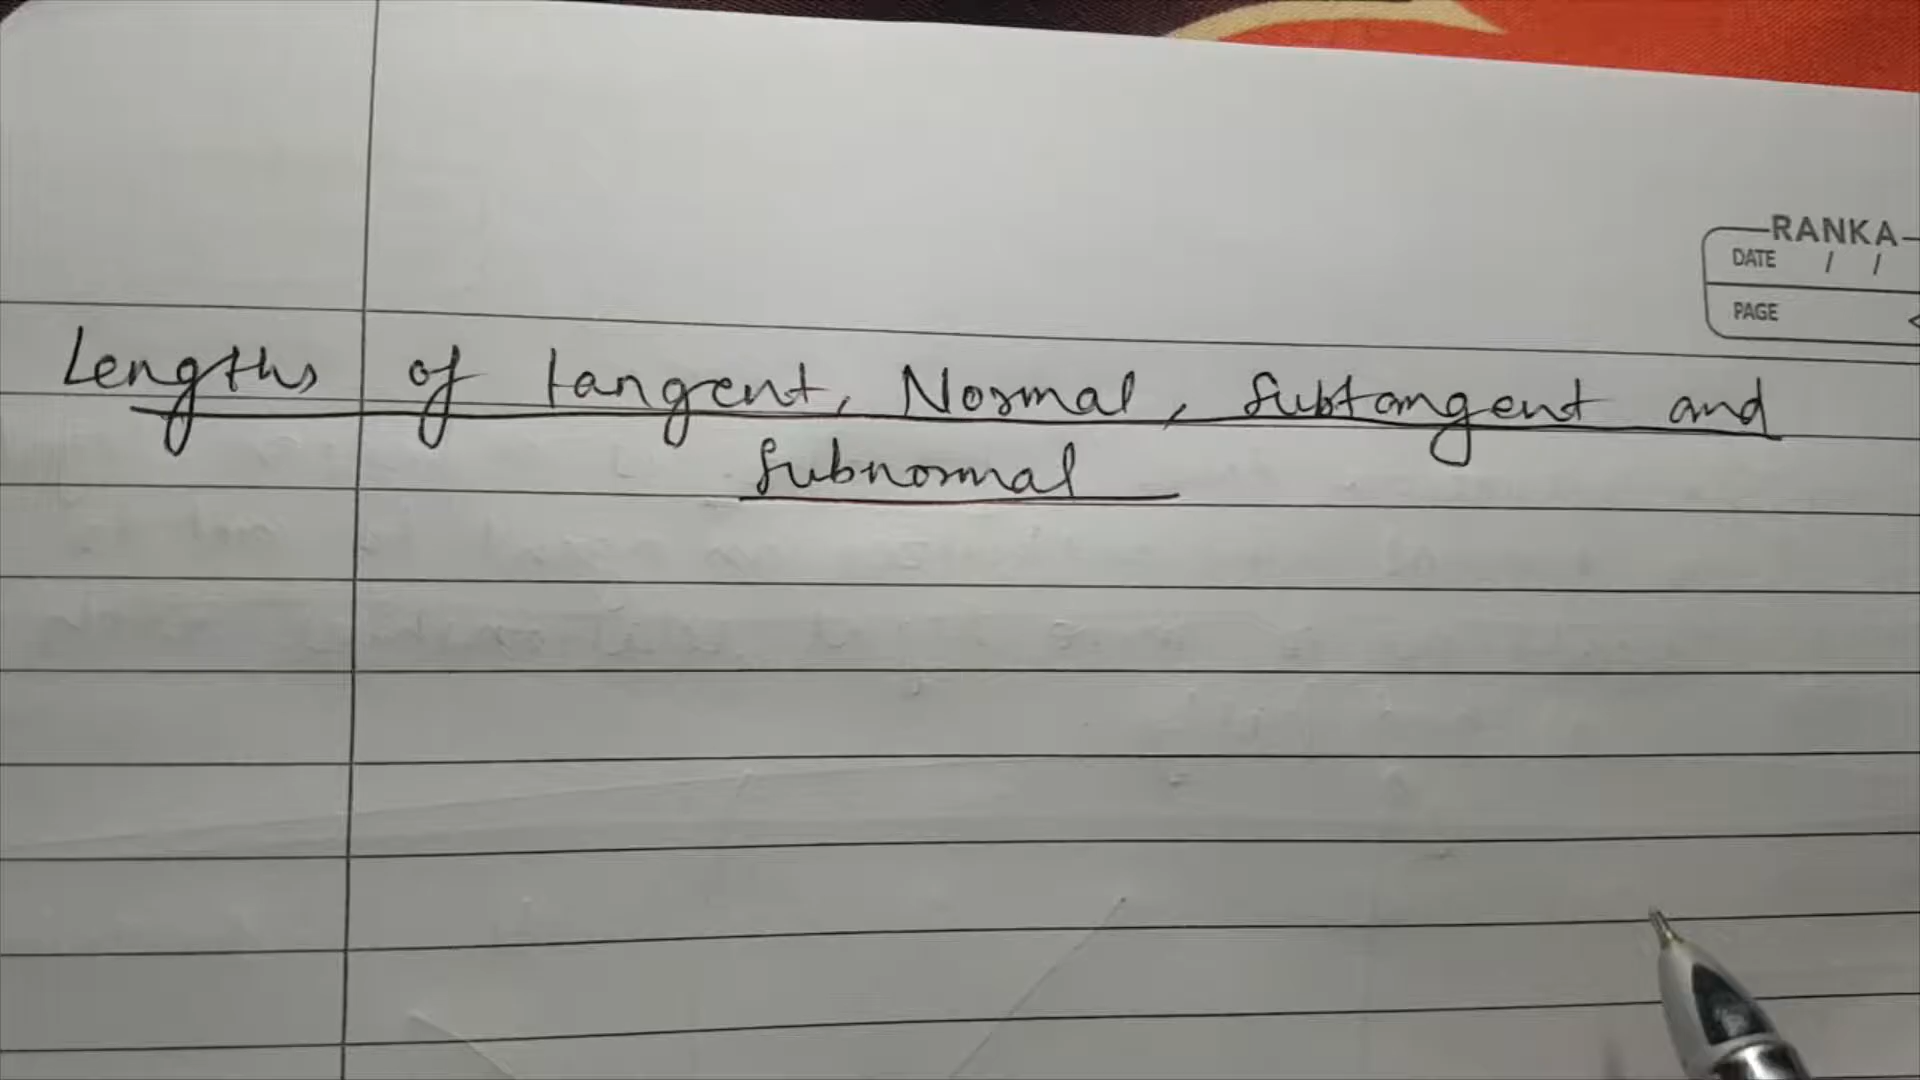 RANKA
DATE / /
PAGE
Lengths of tangent, Normal, Subtangent and
Subnormal